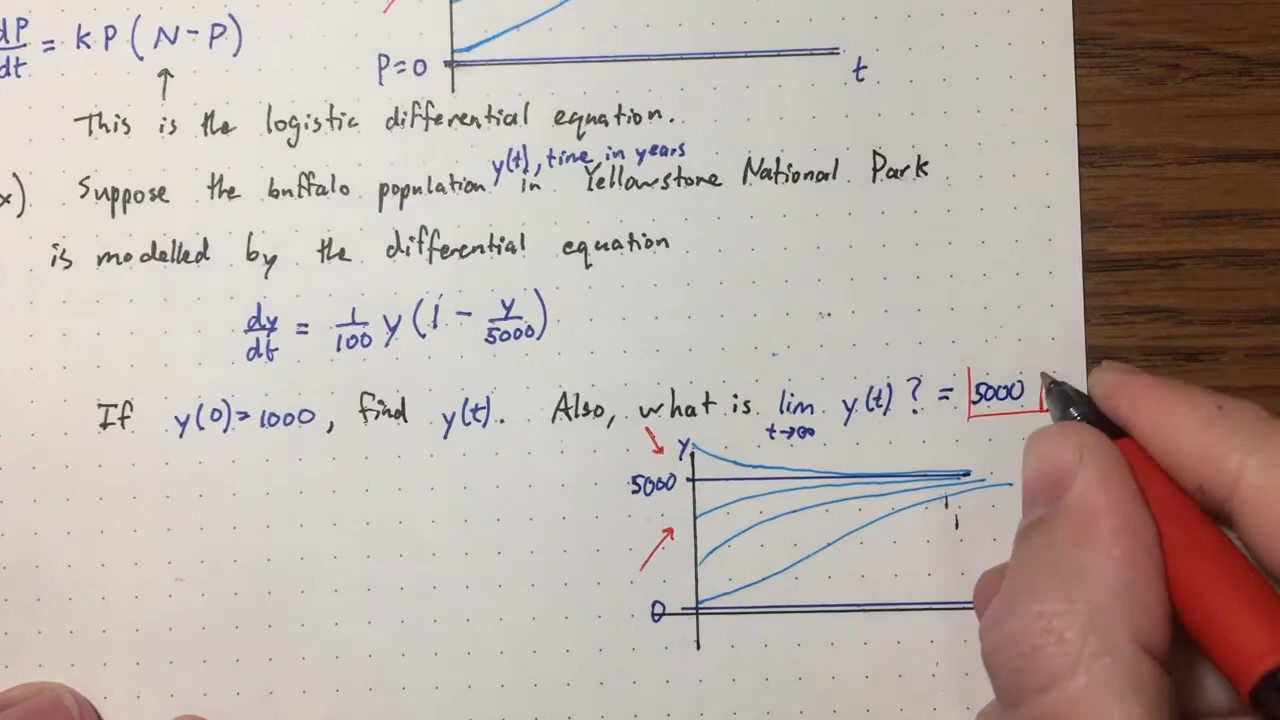 dP/dt = kP(N-P)
P=0
t
This is the logistic differential equation.
y(t), time in years
x) Suppose the buffalo population in Yellowstone National Park
is modelled by the differential equation
dy/dt = 1/100 y(1 - y/5000)
If y(0)=1000, find y(t). Also, what is lim t→∞ y(t)? = 5000
y
5000
0